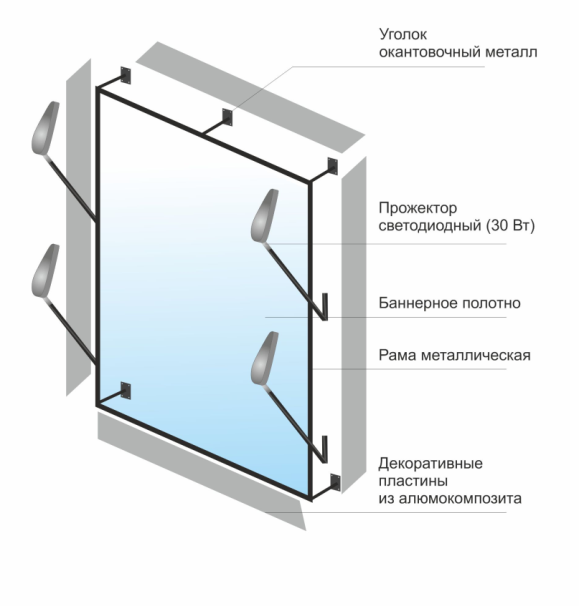 Уголок
окантовочный металл
Прожектор
светодиодный (30 Вт)
Баннерное полотно
Рама металлическая
Декоративные
пластины
из алюмокомпозита